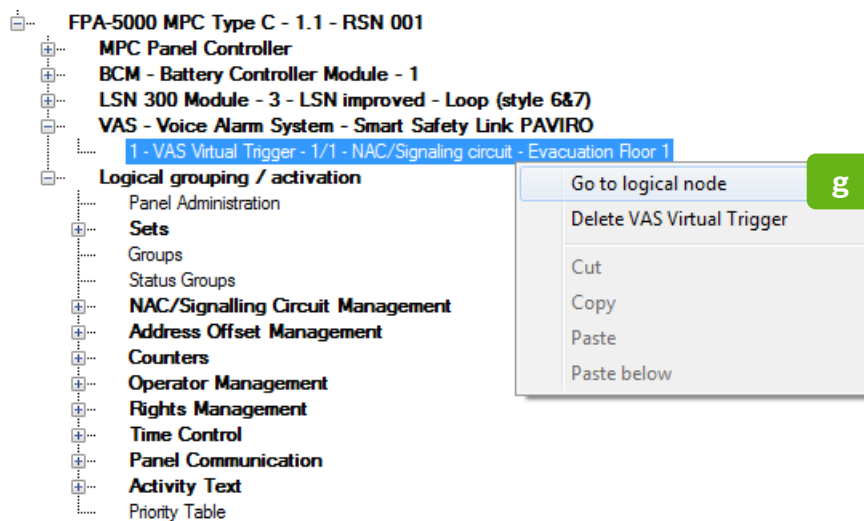 FPA-5000 MPC Type C - 1.1 - RSN 001
MPC Panel Controller
BCM - Battery Controller Module - 1
LSN 300 Module - 3 - LSN improved - Loop (style 6&7)
VAS - Voice Alarm System - Smart Safety Link PAVIRO
1 - VAS Virtual Trigger - 1/1 - NAC/Signaling circuit - Evacuation Floor 1
Logical grouping / activation
Panel Administration
Sets
Groups
Status Groups
NAC/Signalling Circuit Management
Address Offset Management
Counters
Operator Management
Rights Management
Time Control
Panel Communication
Activity Text
Priority Table
Go to logical node
g
Delete VAS Virtual Trigger
Cut
Copy
Paste
Paste below